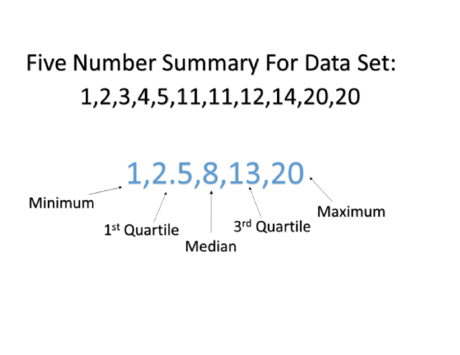 Five Number Summary For Data Set:
1,2,3,4,5,11,11,12,14,20,20
1,2.5,8,13,20
Minimum
Maximum
1st Quartile
3rd Quartile
Median